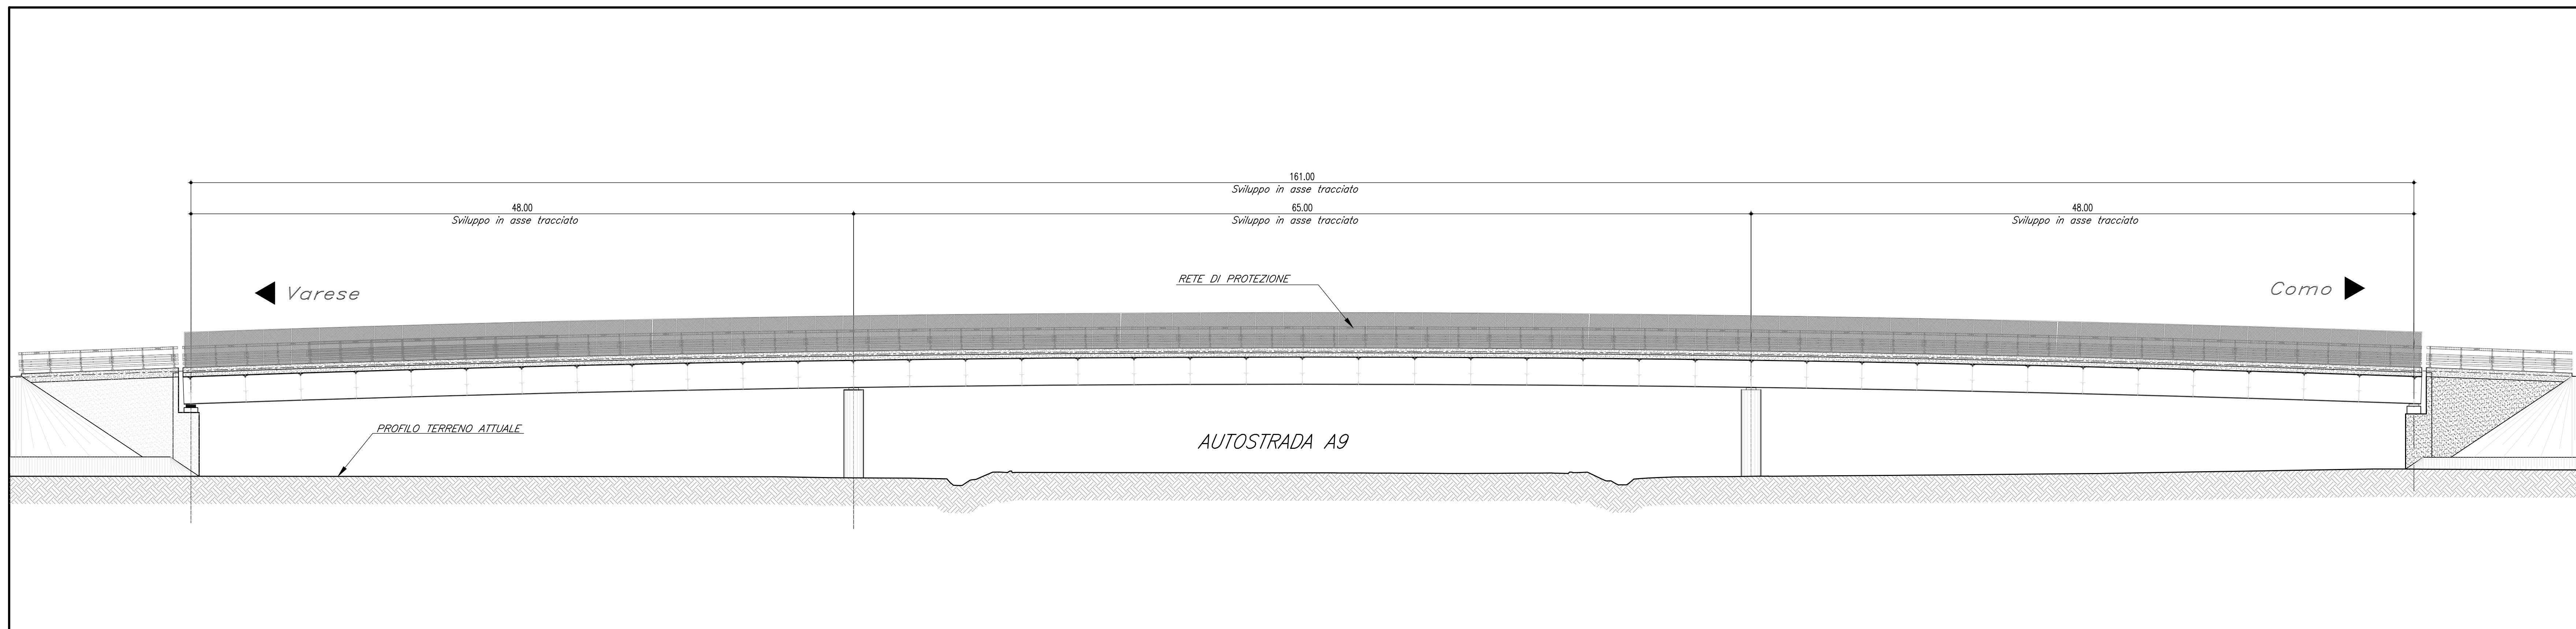 161.00
Sviluppo in asse tracciato
48.00
Sviluppo in asse tracciato
65.00
Sviluppo in asse tracciato
48.00
Sviluppo in asse tracciato
Varese
RETE DI PROTEZIONE
Como
PROFILO TERRENO ATTUALE
AUTOSTRADA A9